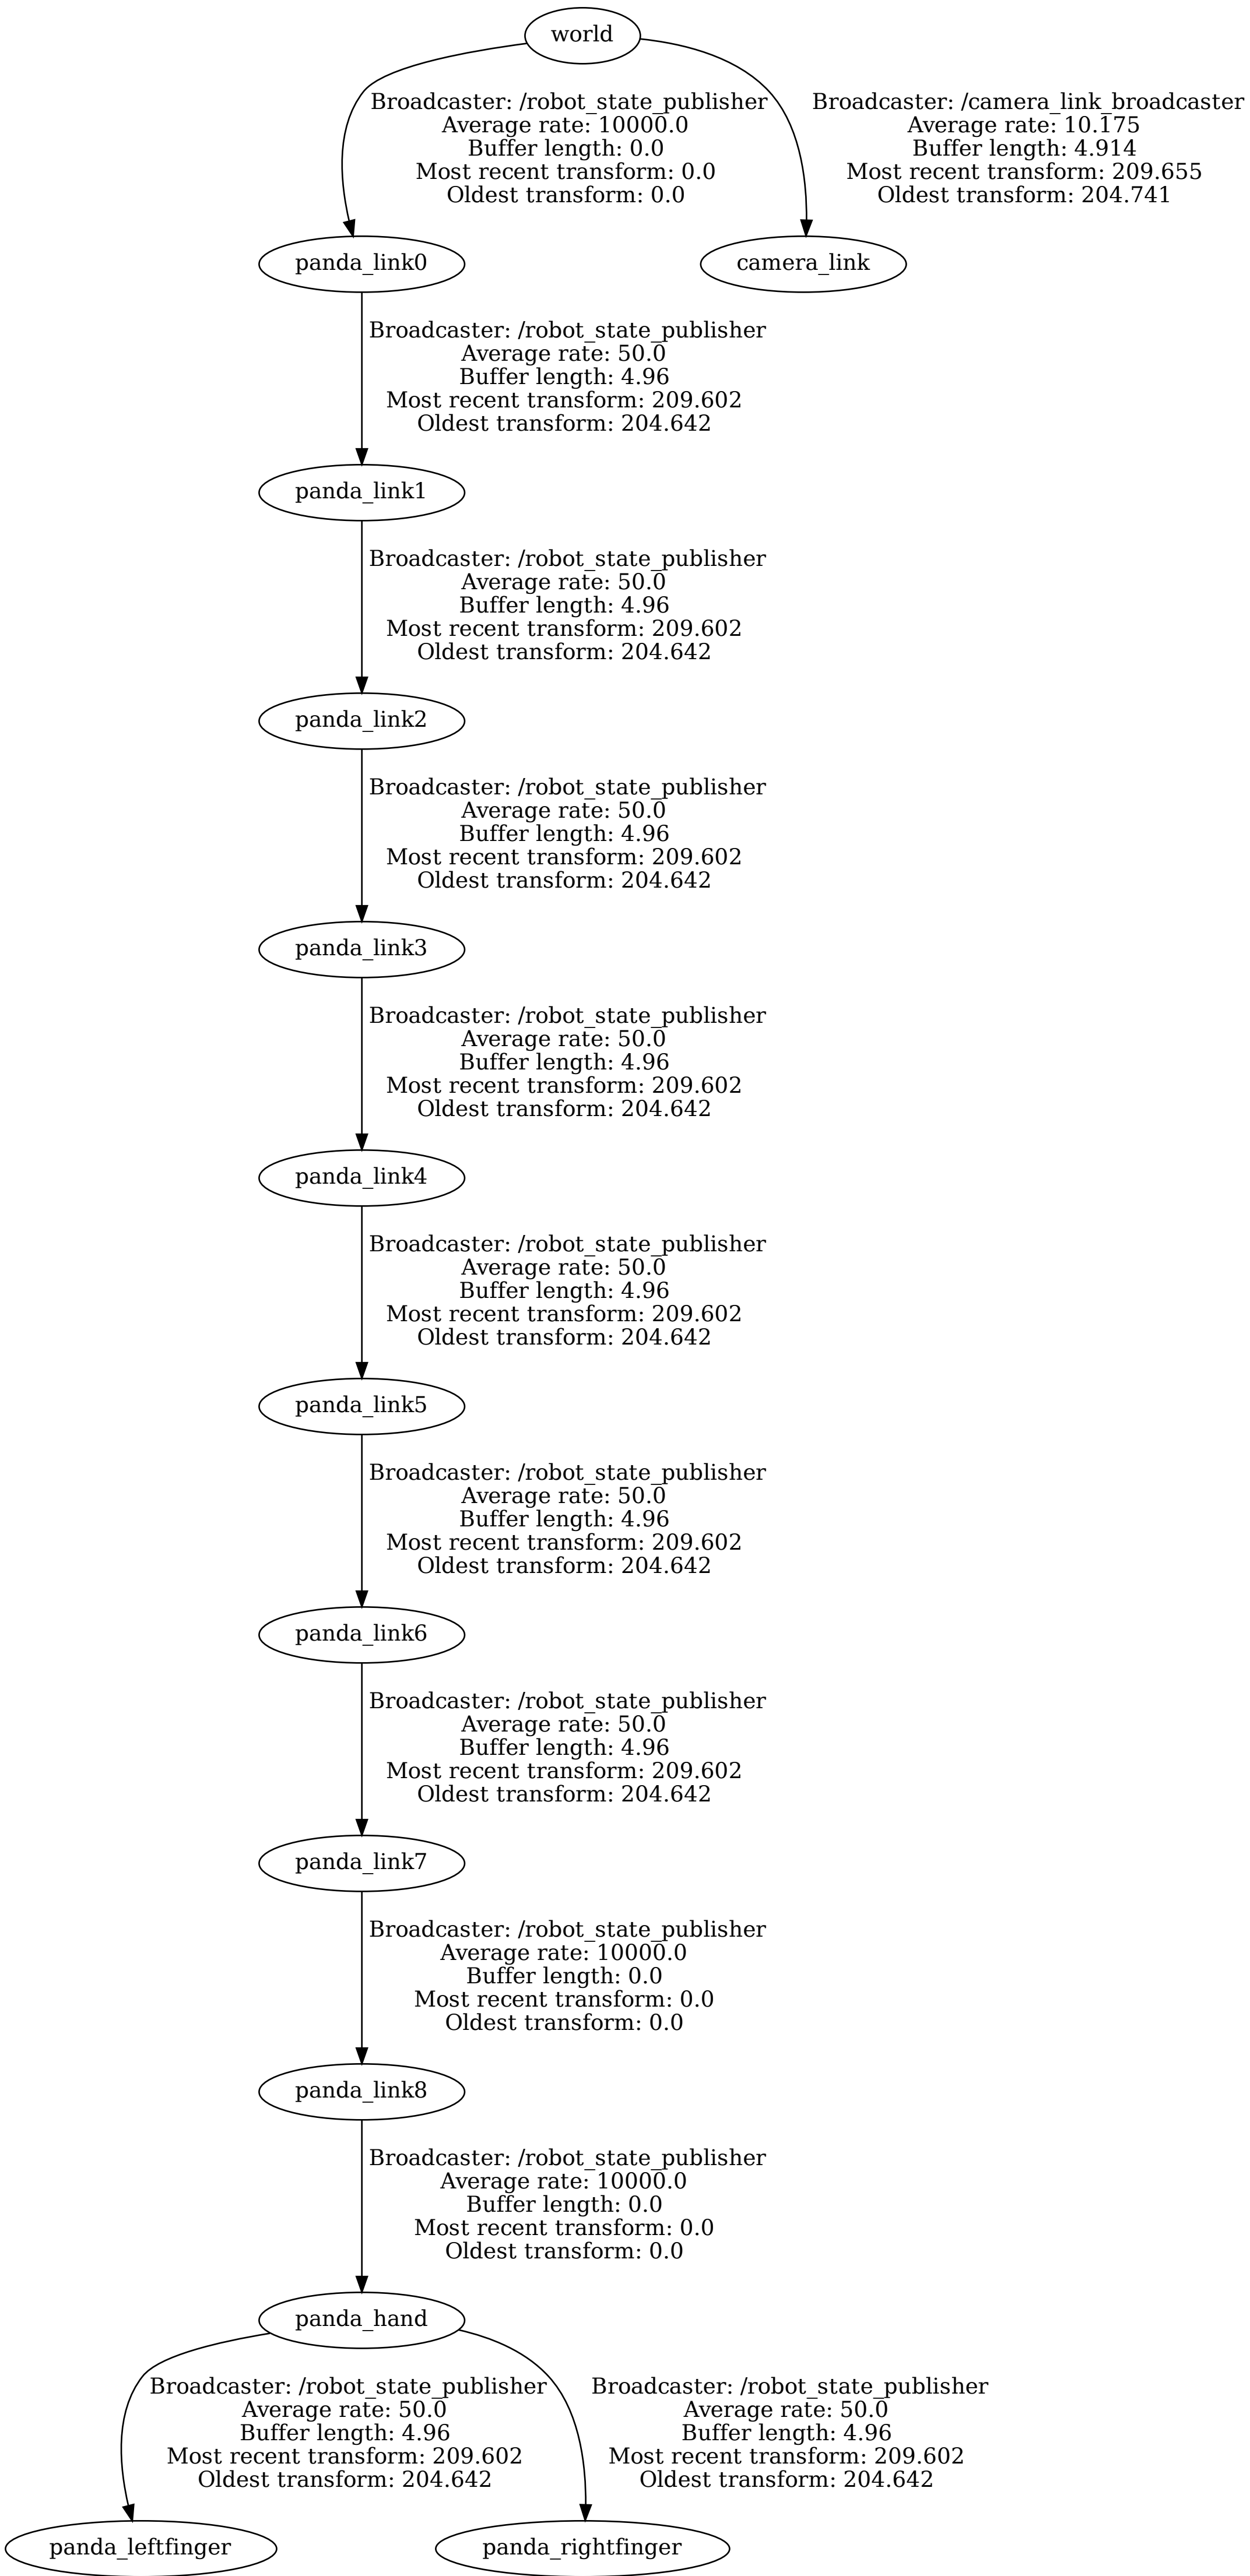 world
Broadcaster: /robot_state_publisher
Average rate: 10000.0
Buffer length: 0.0
Most recent transform: 0.0
Oldest transform: 0.0
Broadcaster: /camera_link_broadcaster
Average rate: 10.175
Buffer length: 4.914
Most recent transform: 209.655
Oldest transform: 204.741
panda_link0
camera_link
Broadcaster: /robot_state_publisher
Average rate: 50.0
Buffer length: 4.96
Most recent transform: 209.602
Oldest transform: 204.642
panda_link1
Broadcaster: /robot_state_publisher
Average rate: 50.0
Buffer length: 4.96
Most recent transform: 209.602
Oldest transform: 204.642
panda_link2
Broadcaster: /robot_state_publisher
Average rate: 50.0
Buffer length: 4.96
Most recent transform: 209.602
Oldest transform: 204.642
panda_link3
Broadcaster: /robot_state_publisher
Average rate: 50.0
Buffer length: 4.96
Most recent transform: 209.602
Oldest transform: 204.642
panda_link4
Broadcaster: /robot_state_publisher
Average rate: 50.0
Buffer length: 4.96
Most recent transform: 209.602
Oldest transform: 204.642
panda_link5
Broadcaster: /robot_state_publisher
Average rate: 50.0
Buffer length: 4.96
Most recent transform: 209.602
Oldest transform: 204.642
panda_link6
Broadcaster: /robot_state_publisher
Average rate: 50.0
Buffer length: 4.96
Most recent transform: 209.602
Oldest transform: 204.642
panda_link7
Broadcaster: /robot_state_publisher
Average rate: 10000.0
Buffer length: 0.0
Most recent transform: 0.0
Oldest transform: 0.0
panda_link8
Broadcaster: /robot_state_publisher
Average rate: 10000.0
Buffer length: 0.0
Most recent transform: 0.0
Oldest transform: 0.0
panda_hand
Broadcaster: /robot_state_publisher
Average rate: 50.0
Buffer length: 4.96
Most recent transform: 209.602
Oldest transform: 204.642
Broadcaster: /robot_state_publisher
Average rate: 50.0
Buffer length: 4.96
Most recent transform: 209.602
Oldest transform: 204.642
panda_leftfinger
panda_rightfinger